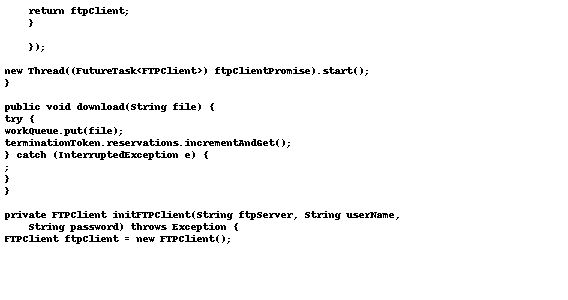 return ftpClient;
}
});
new Thread((FutureTask<FTPClient>) ftpClientPromise).start();
}
public void download(String file) {
try {
workQueue.put(file);
terminationToken.reservations.incrementAndGet();
} catch (InterruptedException e) {
;
}
}
private FTPClient initFTPClient(String ftpServer, String userName,
String password) throws Exception {
FTPClient ftpClient = new FTPClient();